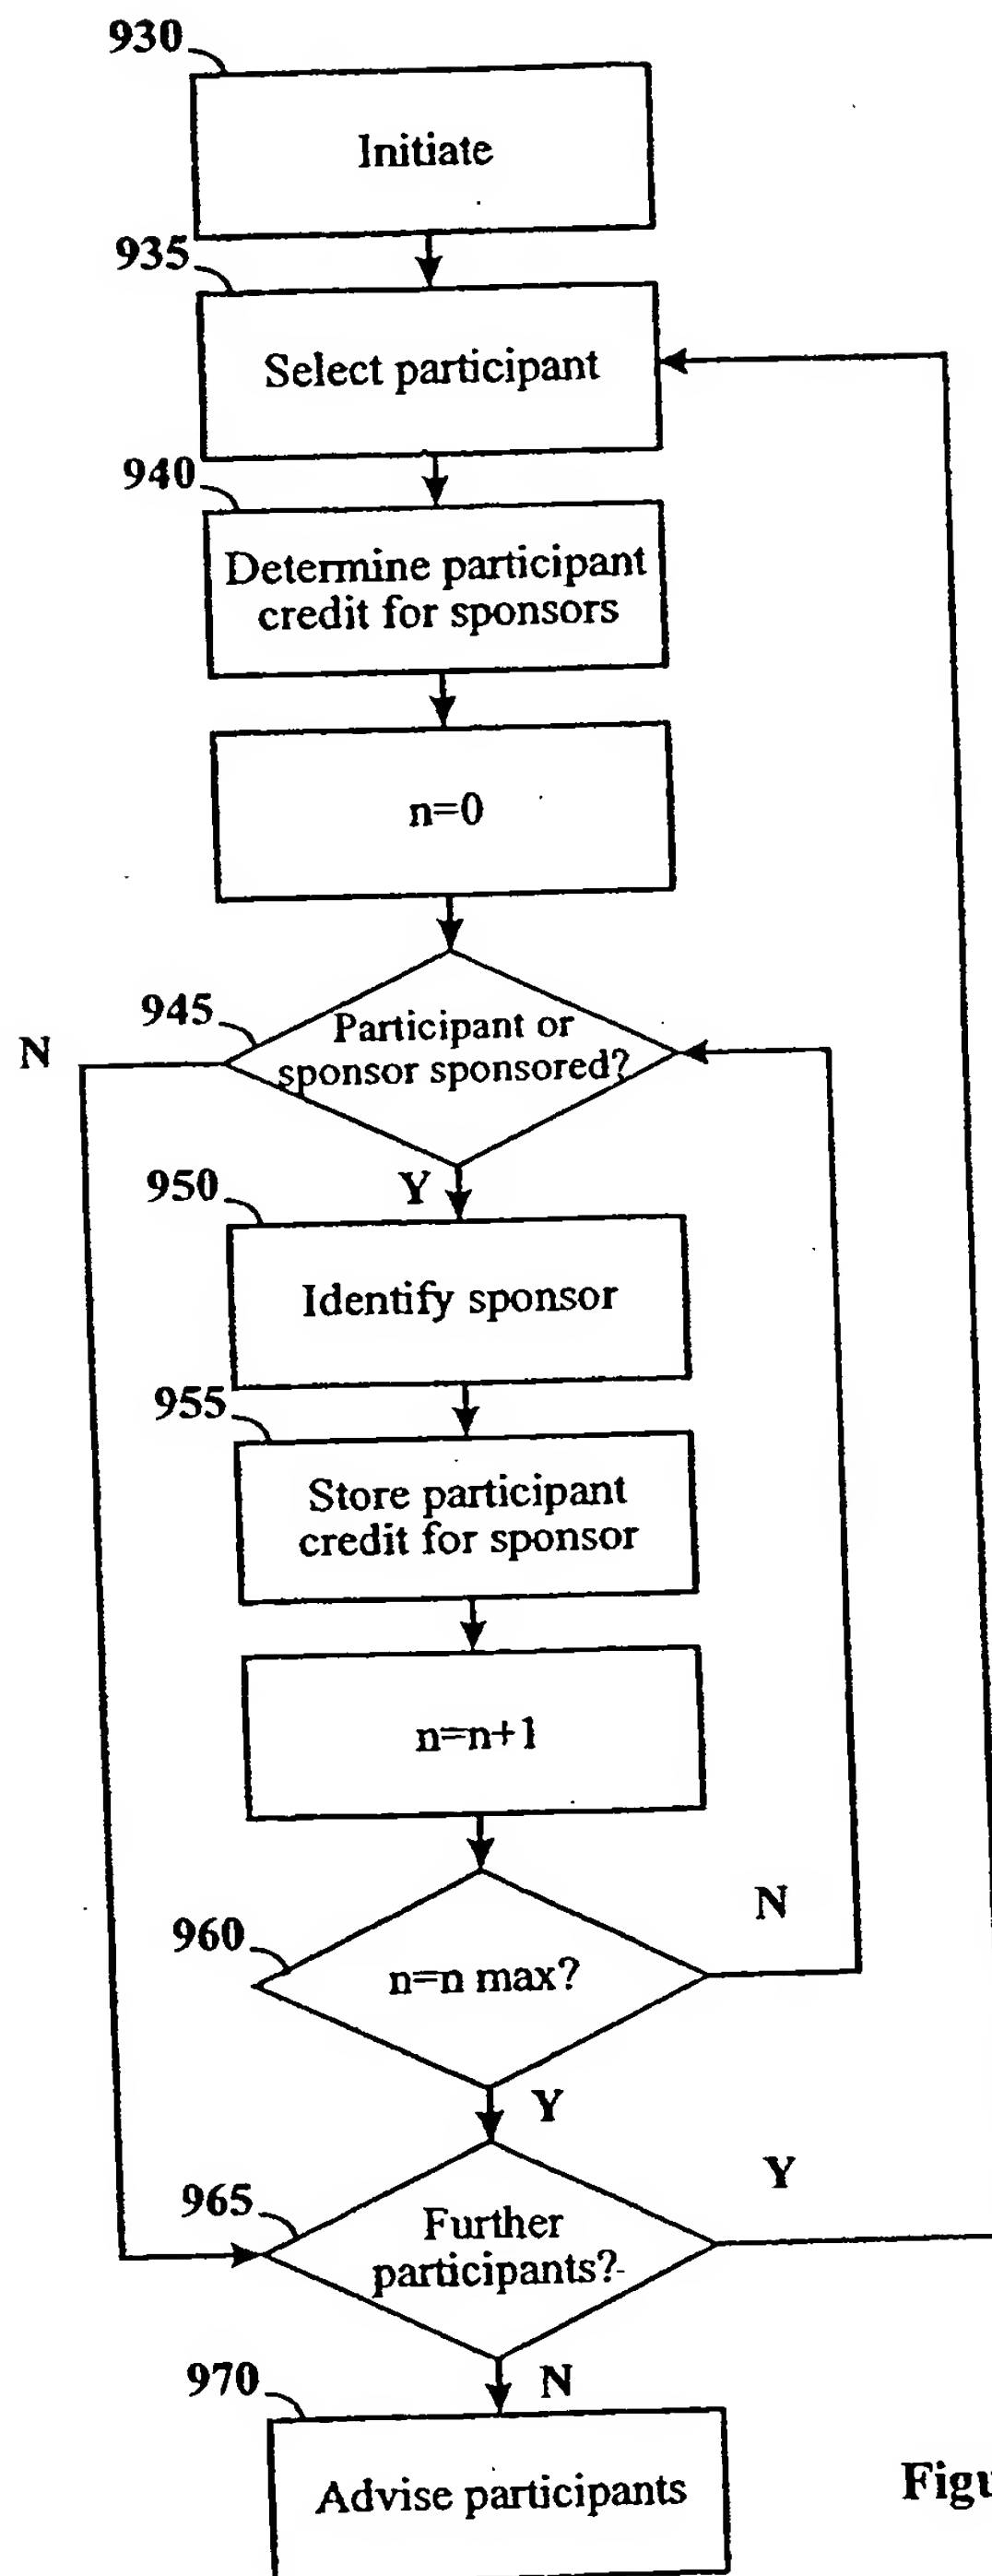 930
Initiate
935
Select participant
940
Determine participant
credit for sponsors
n=0
945
N
Participant or
sponsor sponsored?
Y
950
Identify sponsor
955
Store participant
credit for sponsor
n=n+1
N
960
n=n max?
Y
Y
965
Further
participants?
N
970
Advise participants
Figu